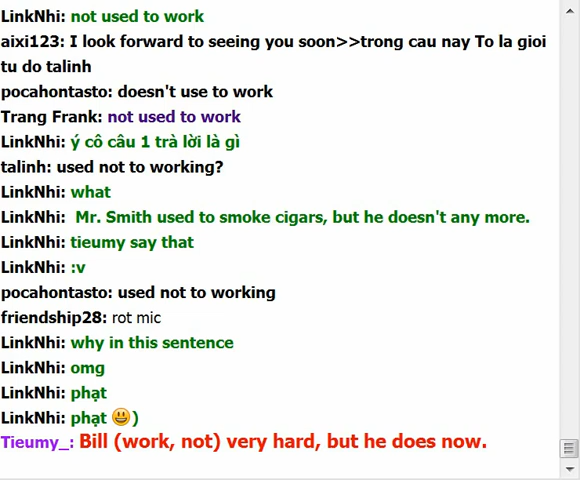 LinkNhi: not used to work
aixi123: I look forward to seeing you soon>>trong cau nay To la gioi
tu do talinh
pocahontasto: doesn't use to work
Trang Frank: not used to work
LinkNhi: ý cô câu 1 trà lời là gì
talinh: used not to working?
LinkNhi: what
LinkNhi: Mr. Smith used to smoke cigars, but he doesn't any more.
LinkNhi: tieumy say that
LinkNhi: :v
pocahontasto: used not to working
friendship28: rot mic
LinkNhi: why in this sentence
LinkNhi: omg
LinkNhi: phạt
LinkNhi: phạt 😃)
Tieumy_: Bill (work, not) very hard, but he does now.